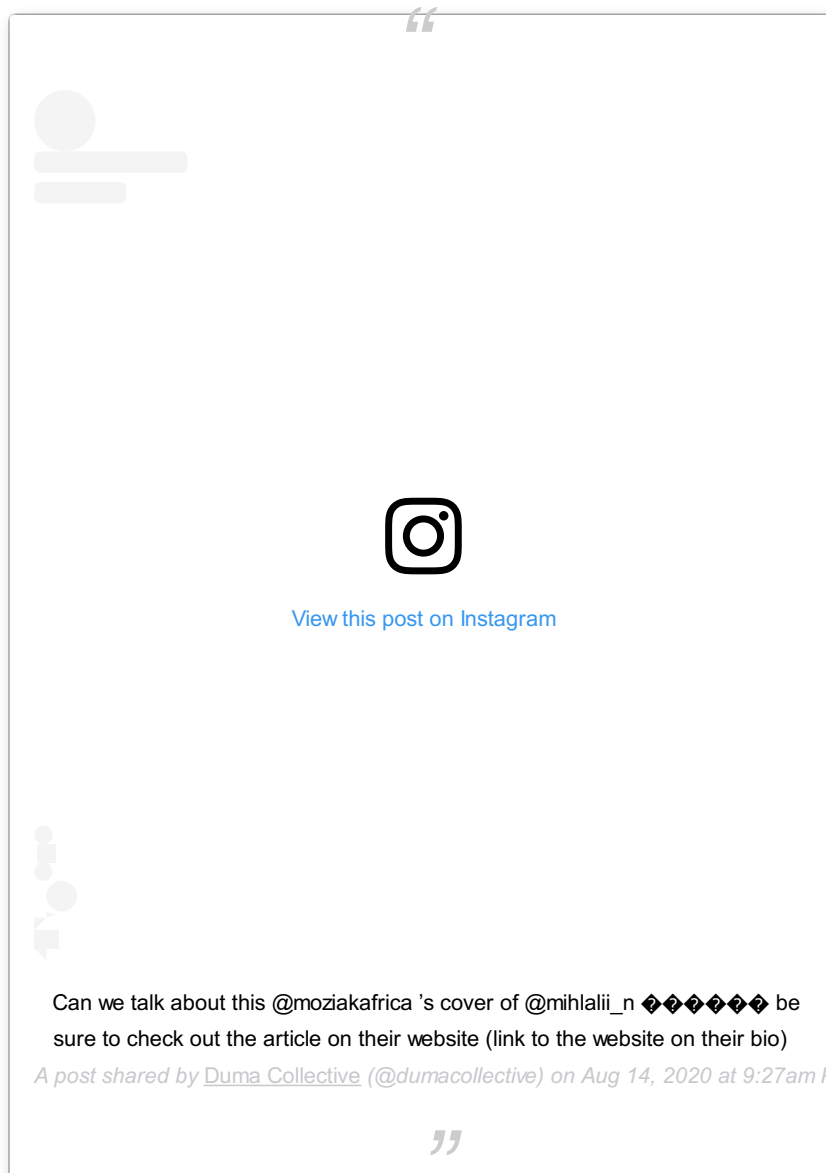 “
View this post on Instagram
Can we talk about this @moziakafrica ’s cover of @mihlalii_n ������ be
sure to check out the article on their website (link to the website on their bio)
A post shared by Duma Collective (@dumacollective) on Aug 14, 2020 at 9:27am
”